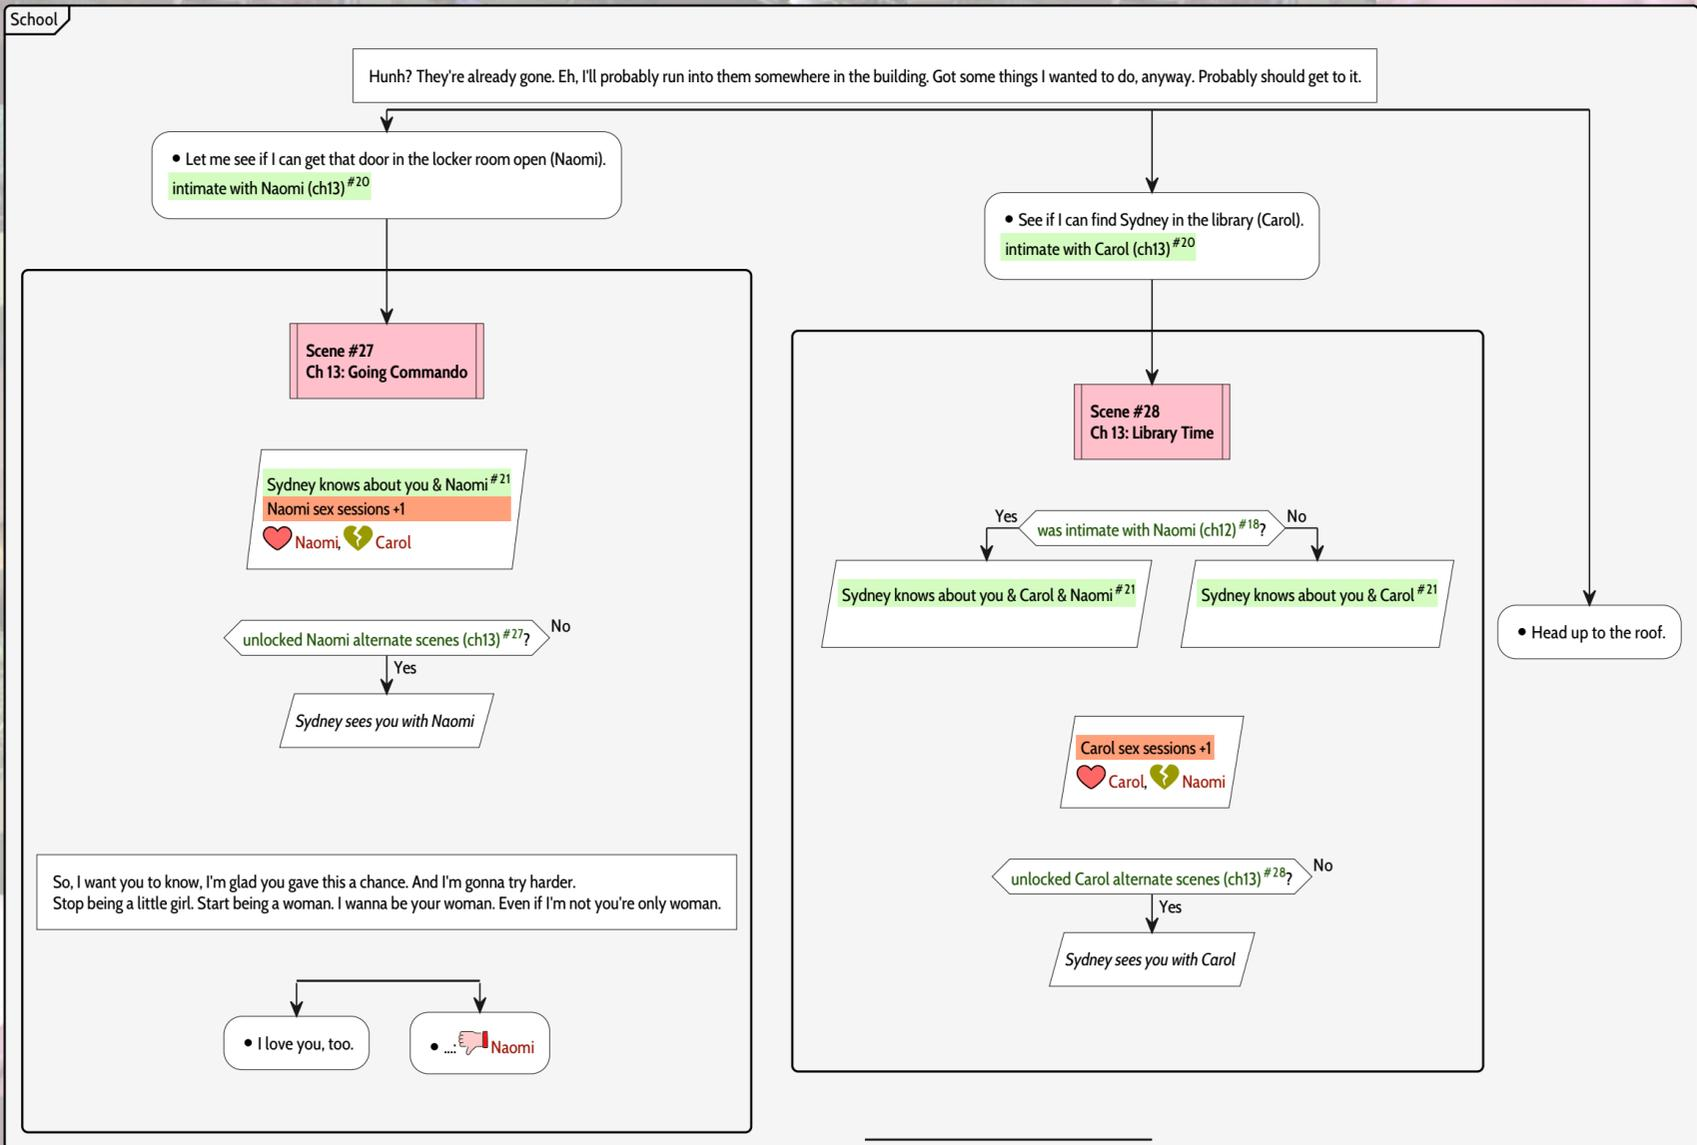 School
Hunh? They're already gone. Eh, I'll probably run into them somewhere in the building. Got some things I wanted to do, anyway. Probably should get to it.
• Let me see if I can get that door in the locker room open (Naomi).
intimate with Naomi (ch13) #20
Scene #27
Ch 13: Going Commando
Sydney knows about you & Naomi #21
Naomi sex sessions +1
Naomi, Carol
unlocked Naomi alternate scenes (ch13) #27?
No
Yes
Sydney sees you with Naomi
So, I want you to know, I'm glad you gave this a chance. And I'm gonna try harder.
Stop being a little girl. Start being a woman. I wanna be your woman. Even if I'm not you're only woman.
• I love you, too.
• ...: Naomi
• See if I can find Sydney in the library (Carol).
intimate with Carol (ch13) #20
Scene #28
Ch 13: Library Time
Yes
was intimate with Naomi (ch12) #18?
No
Sydney knows about you & Carol & Naomi #21
Sydney knows about you & Carol #21
Carol sex sessions +1
Carol, Naomi
unlocked Carol alternate scenes (ch13) #28?
No
Yes
Sydney sees you with Carol
• Head up to the roof.